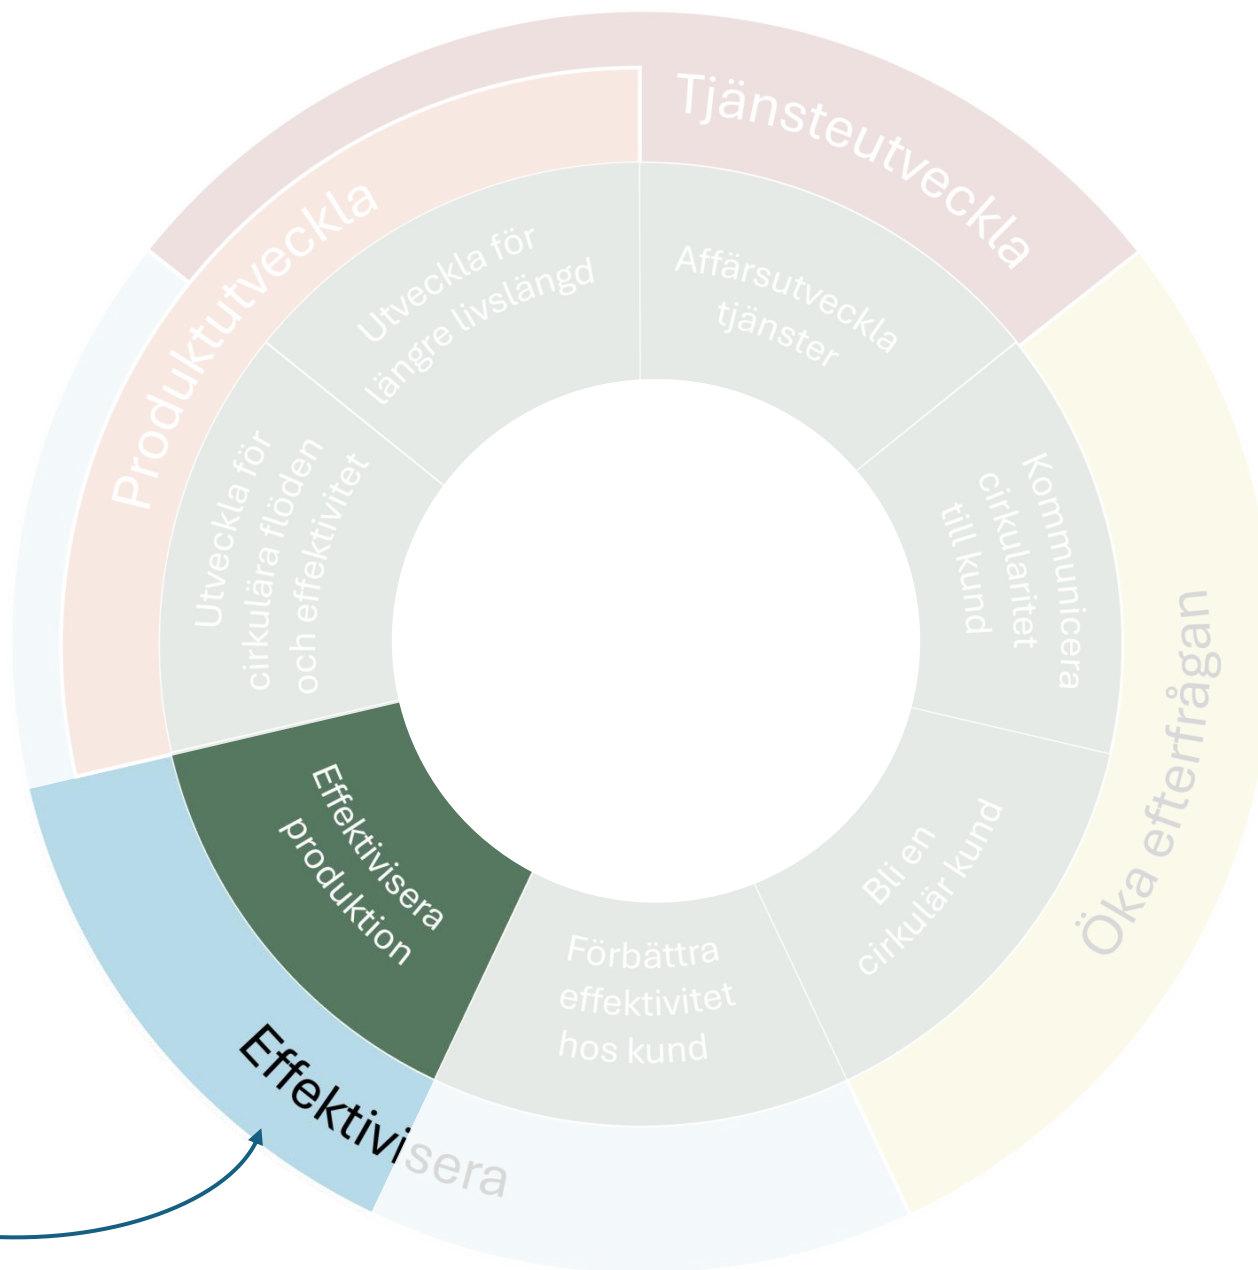 Tjänsteutveckla
Produktutveckla
Utveckla för
längre livslängd
Affärsutveckla
tjänster
Utveckla för
cirkulära flöden
och effektivitet
Kommunicera
cirkularitet
till kund
Öka efterfrågan
Effektivisera
produktion
Bli en
cirkulär kund
Förbättra
effektivitet
hos kund
Effektivisera